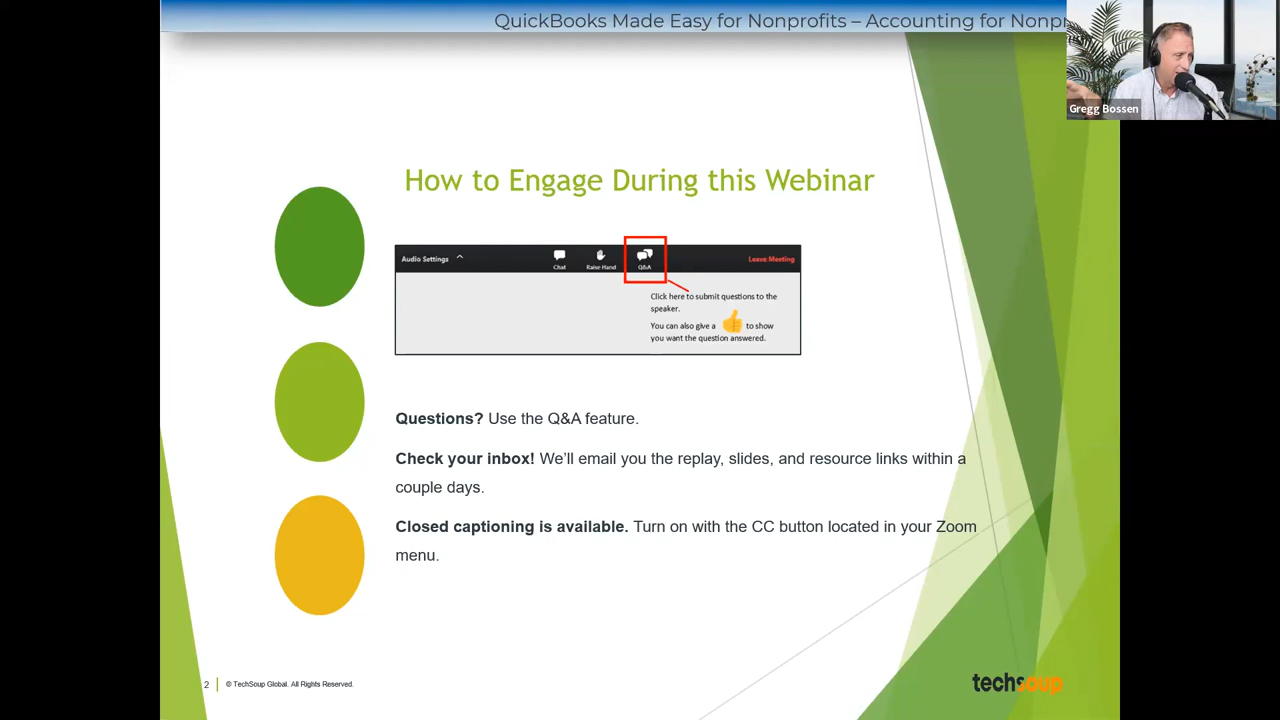 QuickBooks Made Easy for Nonprofits – Accounting for Nonpr
Gregg Bossen
How to Engage During this Webinar
Audio Settings
Chat
Raise Hand
Q&A
Leave Meeting
Click here to submit questions to the
speaker.
You can also give a to show
you want the question answered.
Questions? Use the Q&A feature.
Check your inbox! We’ll email you the replay, slides, and resource links within a
couple days.
Closed captioning is available. Turn on with the CC button located in your Zoom
menu.
2
© TechSoup Global. All Rights Reserved.
techsoup